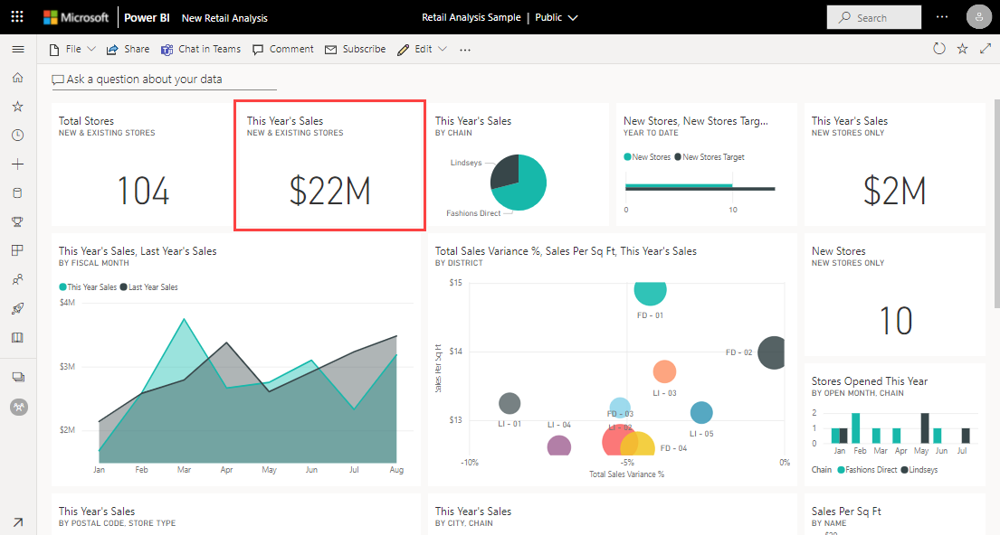 Microsoft Power BI New Retail Analysis Retail Analysis Sample | Public Search
File Share Chat in Teams Comment Subscribe Edit
Ask a question about your data
Total Stores
NEW & EXISTING STORES
104
This Year's Sales
NEW & EXISTING STORES
$22M
This Year's Sales
BY CHAIN
Lindseys
Fashions Direct
New Stores, New Stores Targ...
YEAR TO DATE
New Stores New Stores Target
0 10
This Year's Sales
NEW STORES ONLY
$2M
This Year's Sales, Last Year's Sales
BY FISCAL MONTH
This Year Sales Last Year Sales
$4M
$3M
$2M
Jan Feb Mar Apr May Jun Jul Aug
Total Sales Variance %, Sales Per Sq Ft, This Year's Sales
BY DISTRICT
Sales Per Sq Ft
$15
FD - 01
$14
FD - 02
LI - 03
$13
LI - 01
FD - 03
LI - 04
LI - 02
LI - 05
FD - 04
-10% -5% 0%
Total Sales Variance %
New Stores
NEW STORES ONLY
10
Stores Opened This Year
BY OPEN MONTH, CHAIN
2
1
0
Jan Feb Mar Apr May Jun Jul
Chain Fashions Direct Lindseys
This Year's Sales
BY POSTAL CODE, STORE TYPE
This Year's Sales
BY CITY, CHAIN
Sales Per Sq Ft
BY NAME
$20